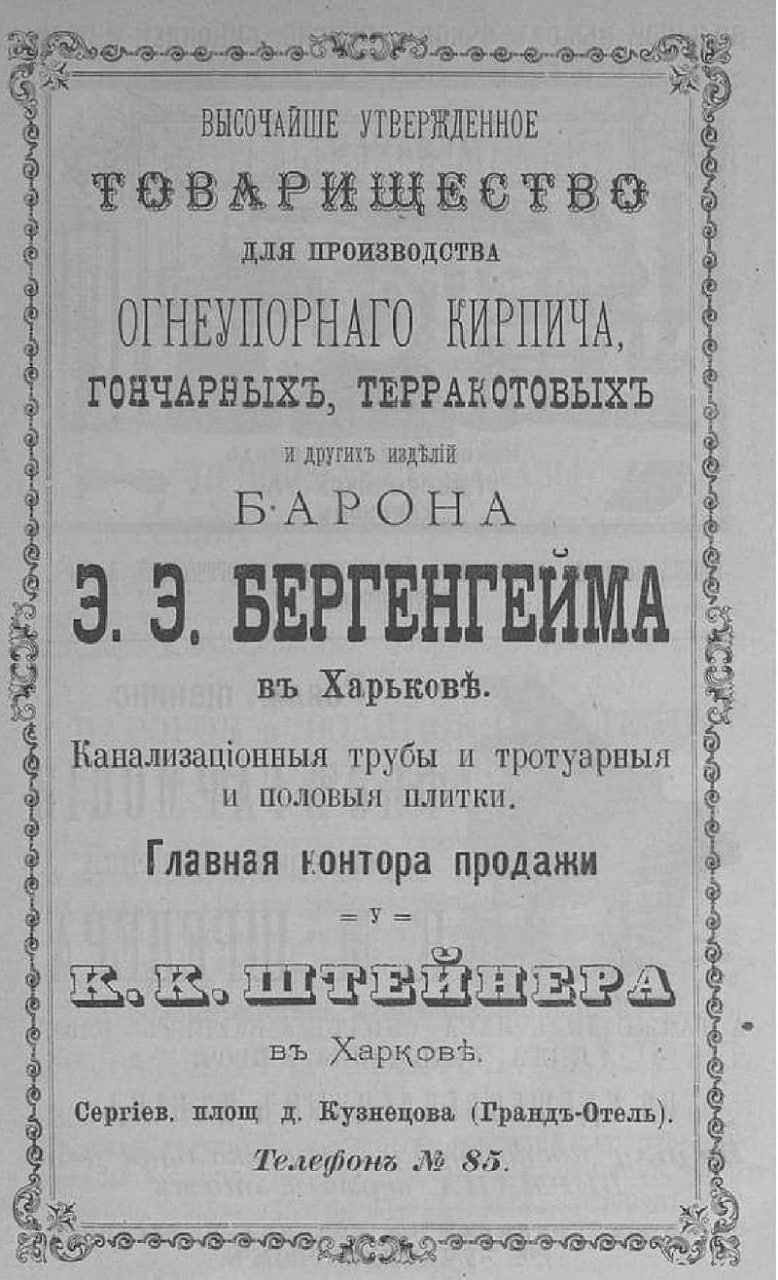 ВЫСОЧАЙШЕ УТВЕРЖДЕННОЕ
ТОВАРИЩЕСТВО
ДЛЯ ПРОИЗВОДСТВА
ОГНЕУПОРНАГО КИРПИЧА,
ГОНЧАРНЫХЪ, ТЕРРАКОТОВЫХЪ
И ДРУГИХЪ ИЗДѢЛІЙ
БАРОНА
Э. Э. БЕРГЕНГЕЙМА
въ Харьковѣ.
Канализаціонныя трубы и тротуарныя
и половыя плитки.
Главная контора продажи
= У =
К. К. ШТЕЙНЕРА
въ Харковѣ.
Сергіев. площ д. Кузнецова (Грандъ-Отель).
Телефонъ № 85.